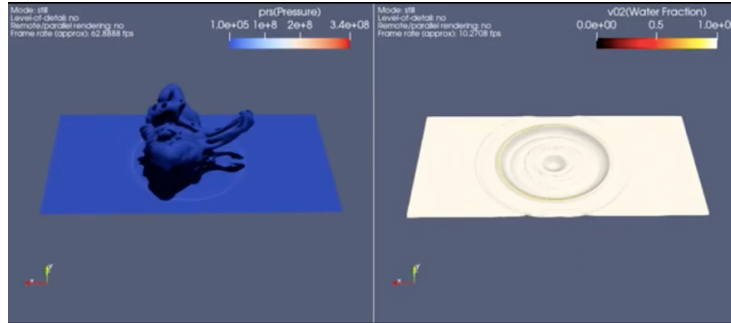 Mode: still
Level-of-detail: no
Remote/parallel rendering: no
Frame rate (approx): 62.8888 fps
prs(Pressure)
1.0e+05 1e+8 2e+8 3.4e+08
Mode: still
Level-of-detail: no
Remote/parallel rendering: no
Frame rate (approx): 10.2708 fps
v02(Water Fraction)
0.0e+00 0.5 1.0e+0